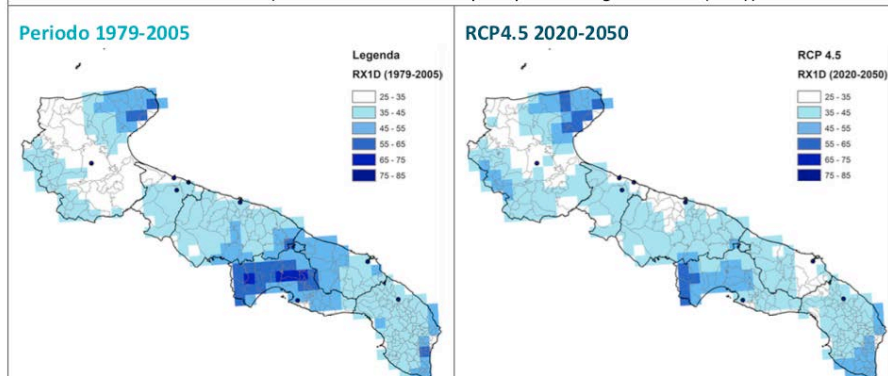 Periodo 1979-2005
Legenda
RX1D (1979-2005)
25 - 35
35 - 45
45 - 55
55 - 65
65 - 75
75 - 85
RCP4.5 2020-2050
RCP 4.5
RX1D (2020-2050)
25 - 35
35 - 45
45 - 55
55 - 65
65 - 75
75 - 85